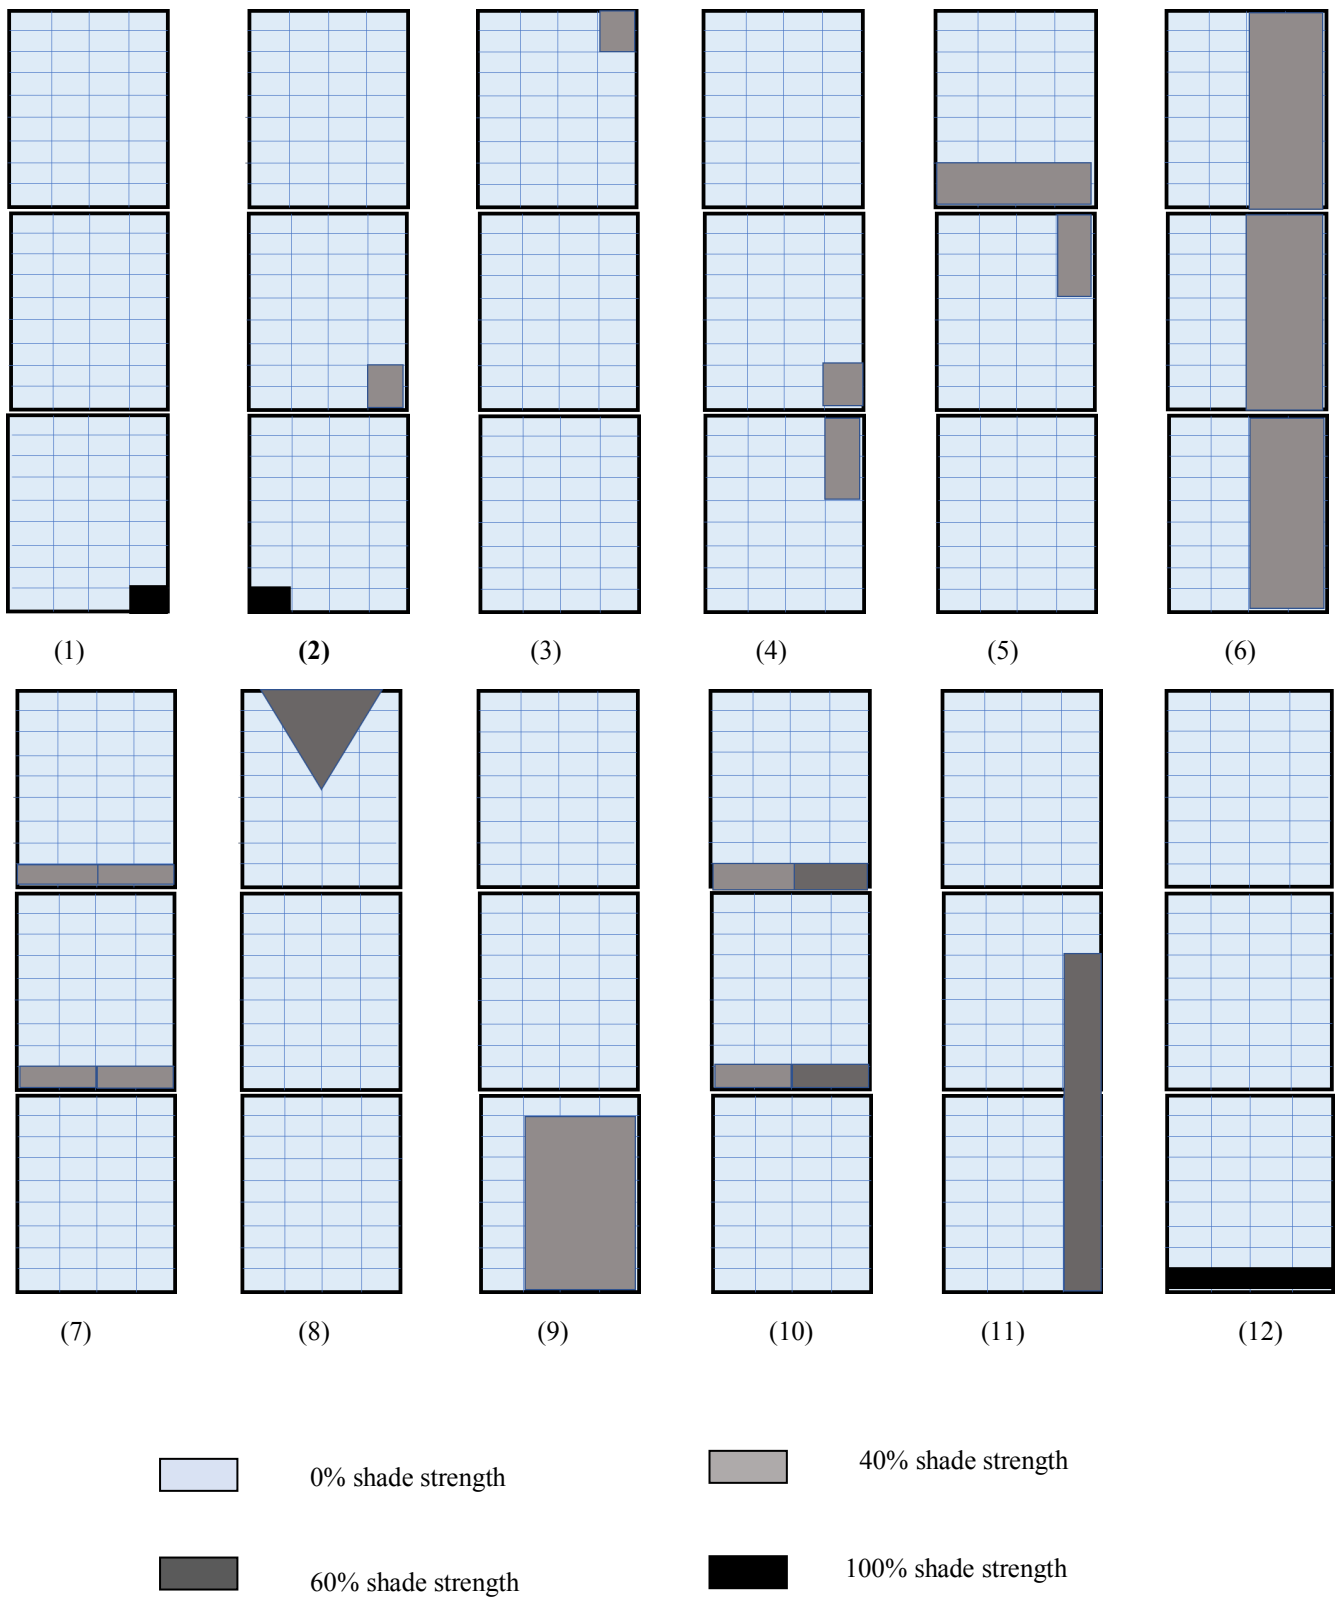 (1) (2) (3) (4) (5) (6)
(7) (8) (9) (10) (11) (12)
0% shade strength
40% shade strength
60% shade strength
100% shade strength